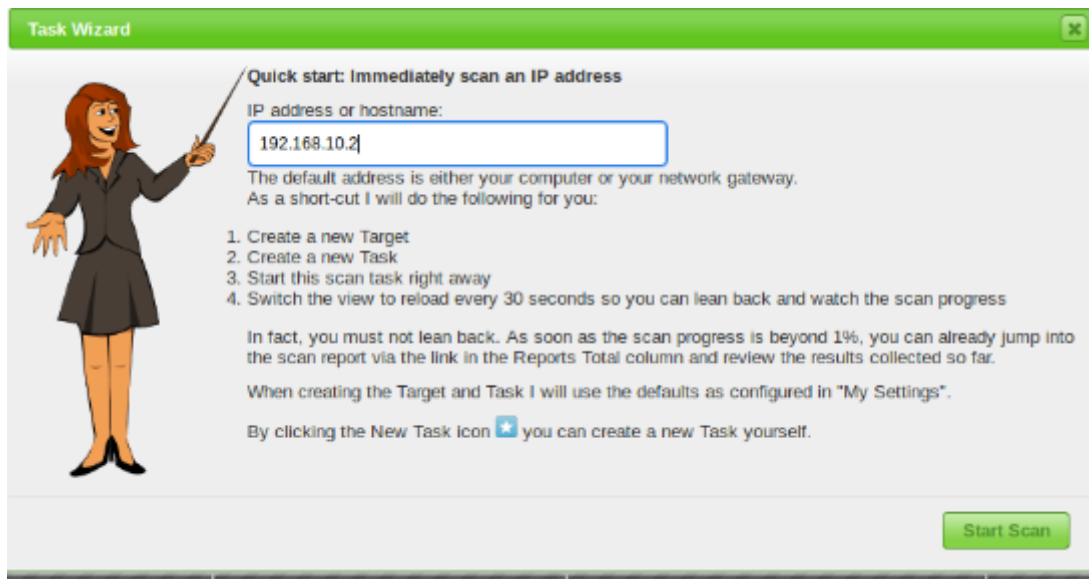 Task Wizard
Quick start: Immediately scan an IP address
IP address or hostname:
192.168.10.2
The default address is either your computer or your network gateway.
As a short-cut I will do the following for you:
1. Create a new Target
2. Create a new Task
3. Start this scan task right away
4. Switch the view to reload every 30 seconds so you can lean back and watch the scan progress
In fact, you must not lean back. As soon as the scan progress is beyond 1%, you can already jump into
the scan report via the link in the Reports Total column and review the results collected so far.
When creating the Target and Task I will use the defaults as configured in "My Settings".
By clicking the New Task icon you can create a new Task yourself.
Start Scan